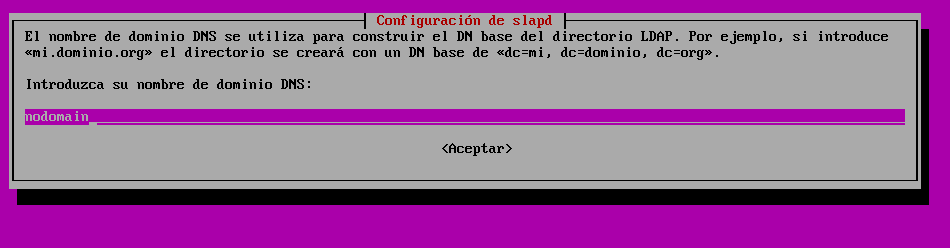 Configuración de slapd
El nombre de dominio DNS se utiliza para construir el DN base del directorio LDAP. Por ejemplo, si introduce
«mi.dominio.org» el directorio se creará con un DN base de «dc=mi, dc=dominio, dc=org».
Introduzca su nombre de dominio DNS:
nodomain
<Aceptar>